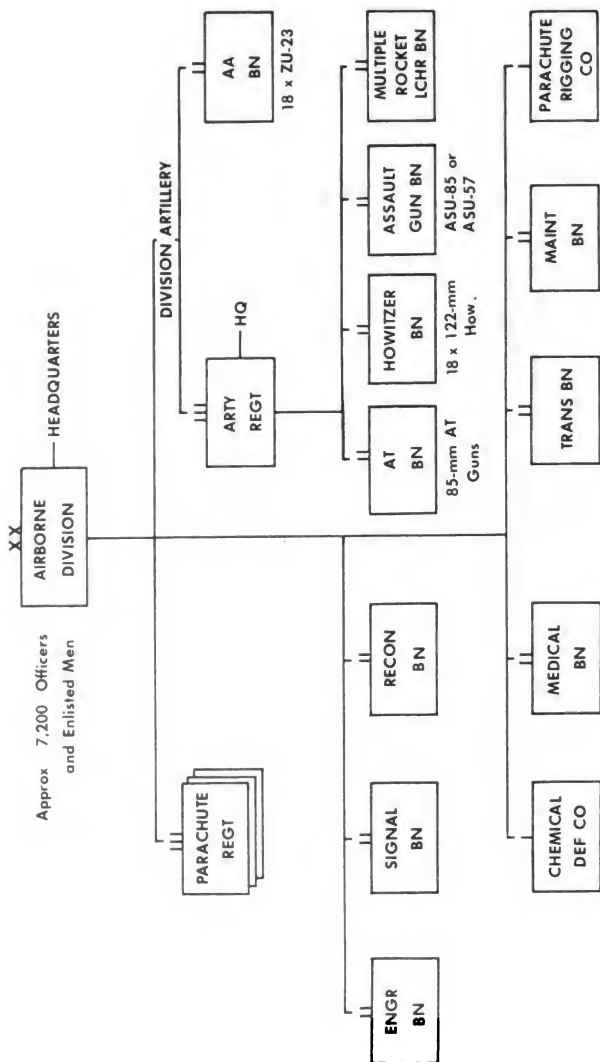 XX
AIRBORNE
DIVISION
HEADQUARTERS
Approx 7,200 Officers
and Enlisted Men
DIVISION ARTILLERY
PARACHUTE
REGT
ARTY
REGT
HQ
AA
BN
18 x ZU-23
ENGR
BN
SIGNAL
BN
RECON
BN
AT
BN
85-mm AT
Guns
HOWITZER
BN
18 x 122-mm
How.
ASSAULT
GUN BN
ASU-85 or
ASU-57
MULTIPLE
ROCKET
LCHR BN
CHEMICAL
DEF CO
MEDICAL
BN
TRANS BN
MAINT
BN
PARACHUTE
RIGGING
CO